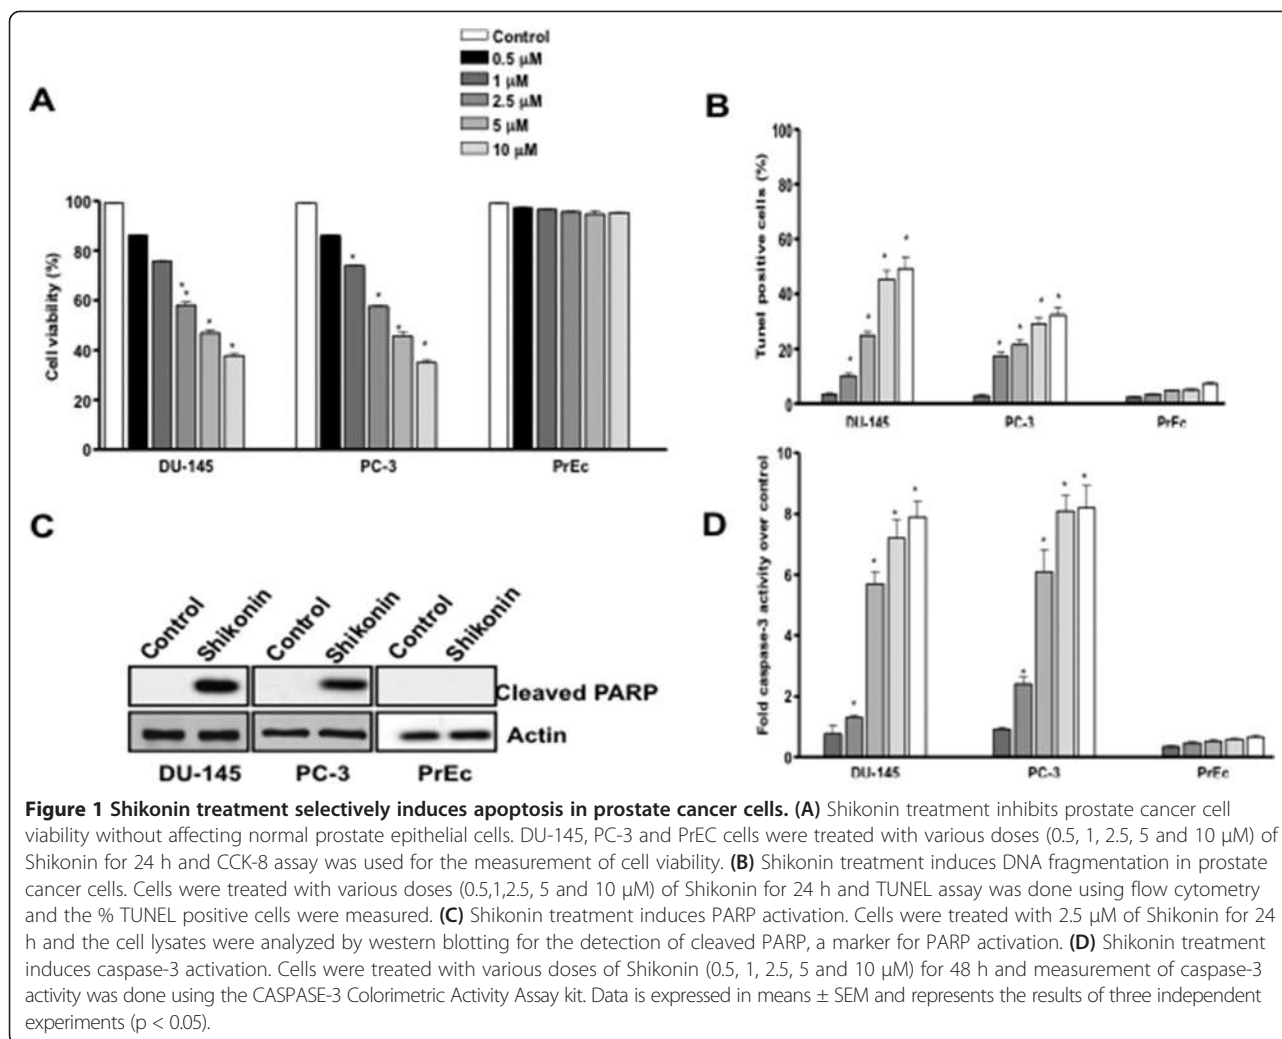 Control
0.5 µM
1 µM
2.5 µM
5 µM
10 µM
A
Cell viability (%)
100
80
60
40
20
0
* * * *
* * * *
DU-145 PC-3 PrEc
B
Tunel positive cells (%)
100
80
60
40
20
0
* * * *
* * * *
DU-145 PC-3 PrEc
C
Control Shikonin Control Shikonin Control Shikonin
Cleaved PARP
Actin
DU-145 PC-3 PrEc
D
Fold caspase-3 activity over control
10
8
6
4
2
0
* * * *
* * * *
DU-145 PC-3 PrEc
Figure 1 Shikonin treatment selectively induces apoptosis in prostate cancer cells. (A) Shikonin treatment inhibits prostate cancer cell
viability without affecting normal prostate epithelial cells. DU-145, PC-3 and PrEC cells were treated with various doses (0.5, 1, 2.5, 5 and 10 µM) of
Shikonin for 24 h and CCK-8 assay was used for the measurement of cell viability. (B) Shikonin treatment induces DNA fragmentation in prostate
cancer cells. Cells were treated with various doses (0.5,1,2.5, 5 and 10 µM) of Shikonin for 24 h and TUNEL assay was done using flow cytometry
and the % TUNEL positive cells were measured. (C) Shikonin treatment induces PARP activation. Cells were treated with 2.5 µM of Shikonin for 24
h and the cell lysates were analyzed by western blotting for the detection of cleaved PARP, a marker for PARP activation. (D) Shikonin treatment
induces caspase-3 activation. Cells were treated with various doses of Shikonin (0.5, 1, 2.5, 5 and 10 µM) for 48 h and measurement of caspase-3
activity was done using the CASPASE-3 Colorimetric Activity Assay kit. Data is expressed in means ± SEM and represents the results of three independent
experiments (p < 0.05).